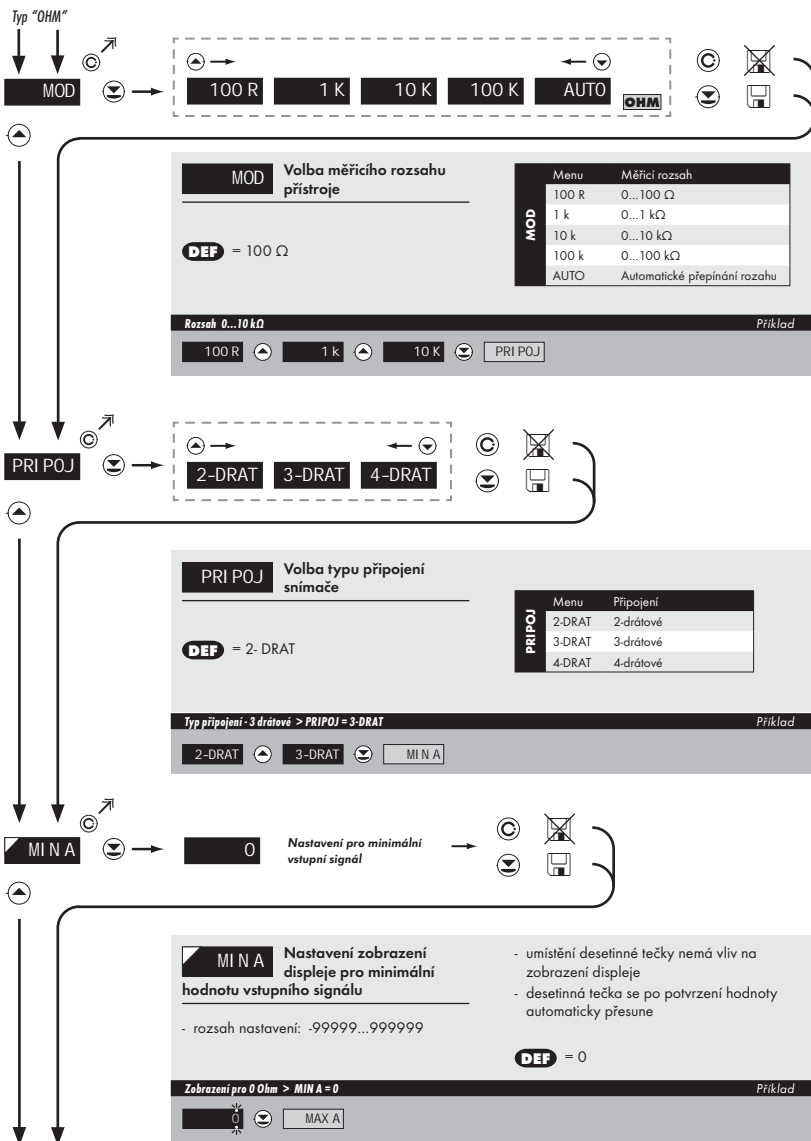 Typ "OHM"
MOD
100 R
1 K
10 K
100 K
AUTO
OHM
MOD
Volba měřicího rozsahu
přístroje
DEF = 100 Ω
MOD
Menu Měřicí rozsah
100 R 0...100 Ω
1 k 0...1 kΩ
10 k 0...10 kΩ
100 k 0...100 kΩ
AUTO Automatické přepínání rozahu
Rozsah 0...10 kΩ Příklad
100 R 1 k 10 K PRIPOJ
PRIPOJ
2-DRAT 3-DRAT 4-DRAT
PRIPOJ
Volba typu připojení
snímače
DEF = 2- DRAT
PRIPOJ
Menu Připojení
2-DRAT 2-drátové
3-DRAT 3-drátové
4-DRAT 4-drátové
Typ připojení - 3 drátové > PRIPOJ = 3-DRAT Příklad
2-DRAT 3-DRAT MIN A
MIN A
0
Nastavení pro minimální
vstupní signál
MIN A
Nastavení zobrazení
displeje pro minimální
hodnotu vstupního signálu
- rozsah nastavení: -99999...999999
- umístění desetinné tečky nemá vliv na
zobrazení displeje
- desetinná tečka se po potvrzení hodnoty
automaticky přesune
DEF = 0
Zobrazení pro 0 Ohm > MIN A = 0 Příklad
0 MAX A